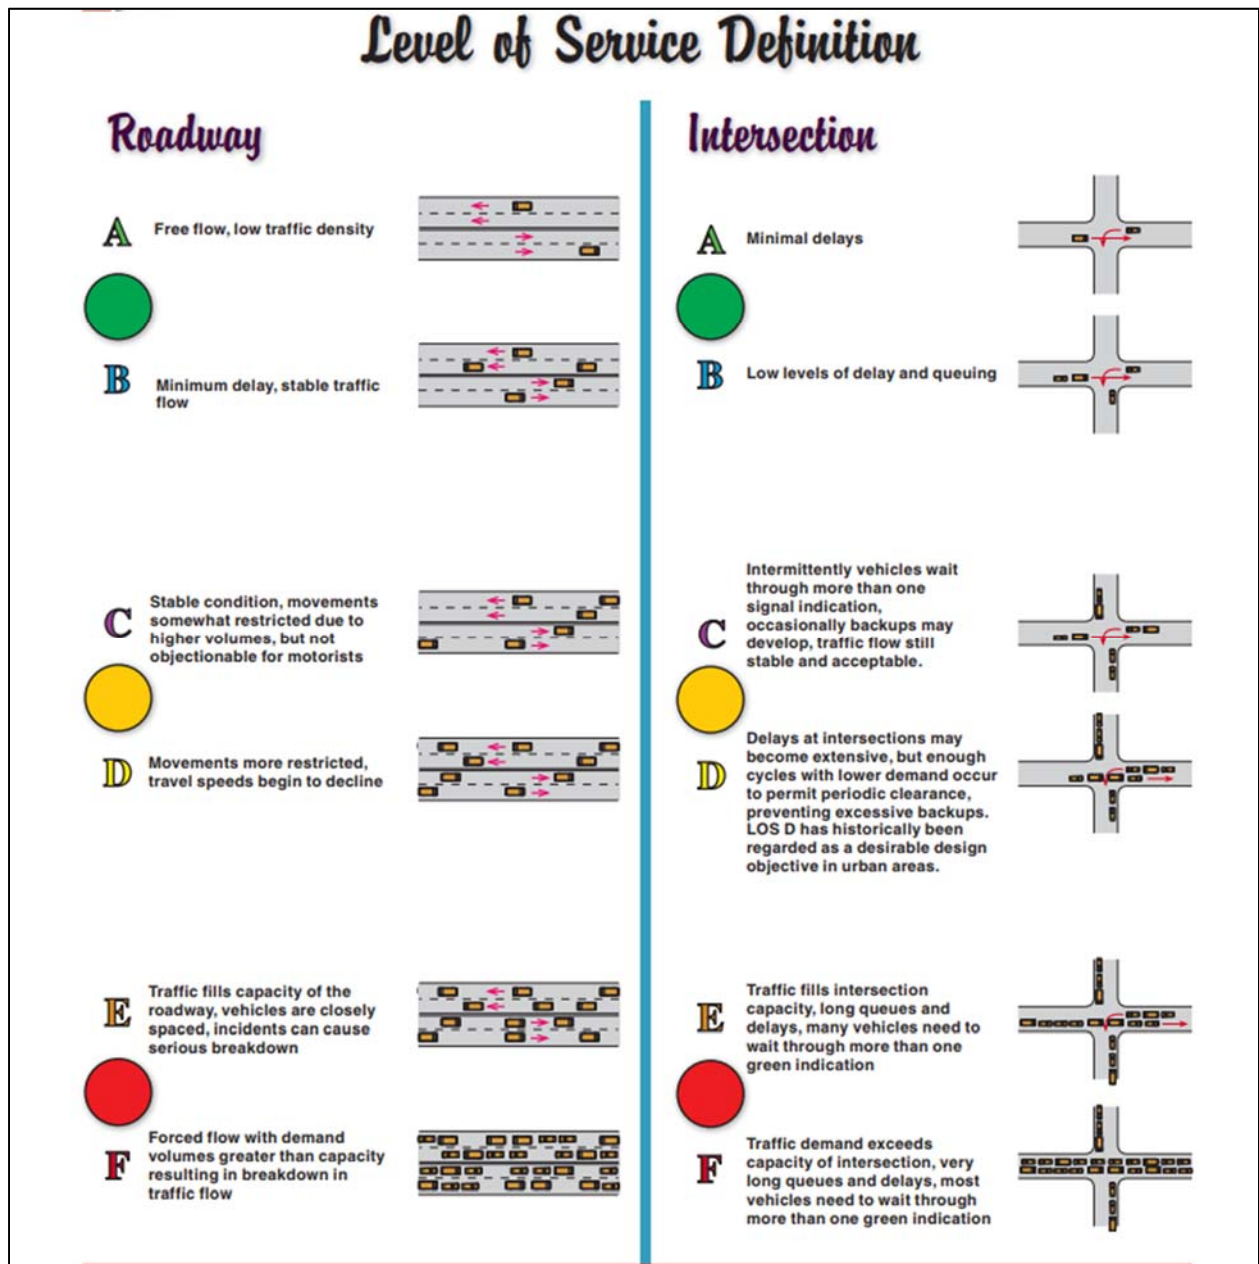 Level of Service Definition
Roadway
A
Free flow, low traffic density
B
Minimum delay, stable traffic
flow
C
Stable condition, movements
somewhat restricted due to
higher volumes, but not
objectionable for motorists
D
Movements more restricted,
travel speeds begin to decline
E
Traffic fills capacity of the
roadway, vehicles are closely
spaced, incidents can cause
serious breakdown
F
Forced flow with demand
volumes greater than capacity
resulting in breakdown in
traffic flow
Intersection
A
Minimal delays
B
Low levels of delay and queuing
C
Intermittently vehicles wait
through more than one
signal indication,
occasionally backups may
develop, traffic flow still
stable and acceptable.
D
Delays at intersections may
become extensive, but enough
cycles with lower demand occur
to permit periodic clearance,
preventing excessive backups.
LOS D has historically been
regarded as a desirable design
objective in urban areas.
E
Traffic fills intersection
capacity, long queues and
delays, many vehicles need to
wait through more than one
green indication
F
Traffic demand exceeds
capacity of intersection, very
long queues and delays, most
vehicles need to wait through
more than one green indication